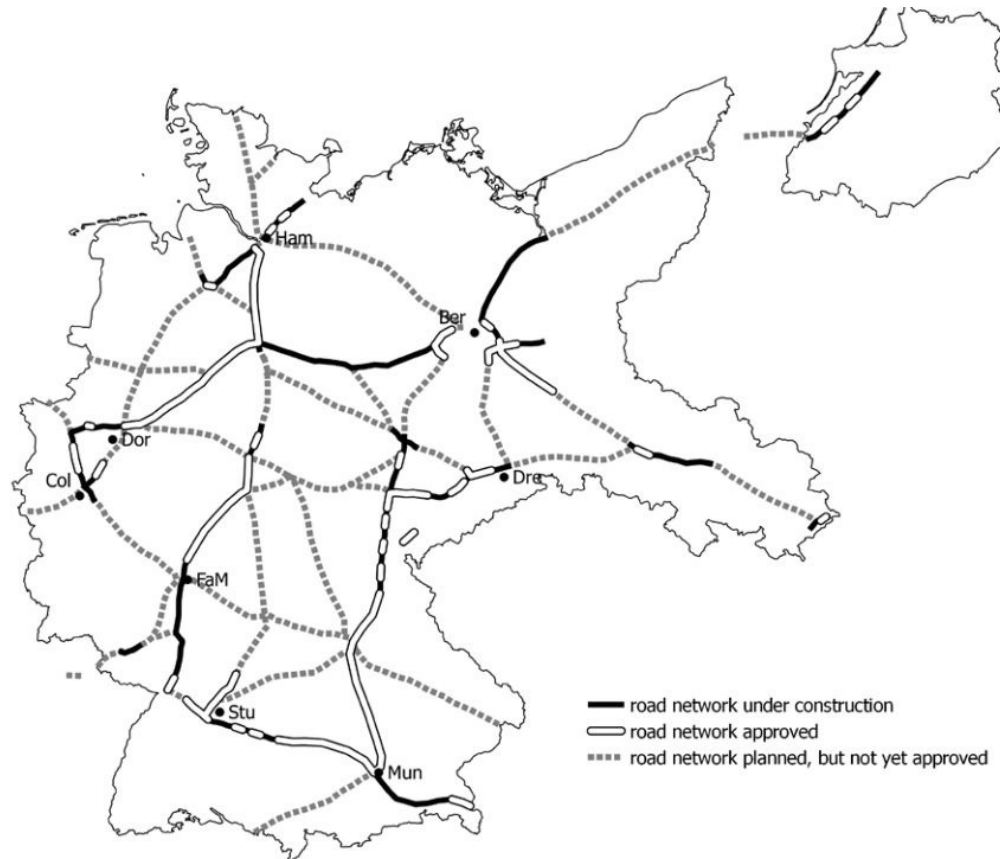 Ham
Ber
Dor
Col
Dre
FaM
Stu
Mun
road network under construction
road network approved
road network planned, but not yet approved